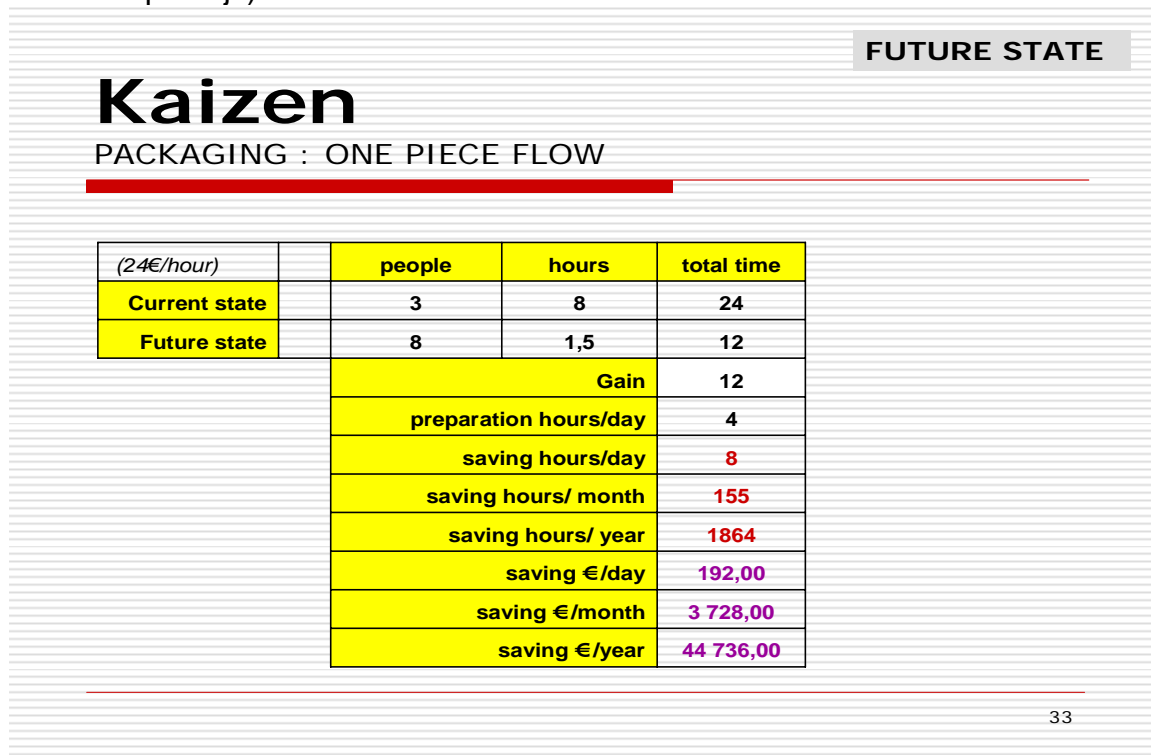 FUTURE STATE
Kaizen
PACKAGING : ONE PIECE FLOW
(24€/hour) people hours total time
Current state 3 8 24
Future state 8 1,5 12
Gain 12
preparation hours/day 4
saving hours/day 8
saving hours/ month 155
saving hours/ year 1864
saving €/day 192,00
saving €/month 3 728,00
saving €/year 44 736,00
33